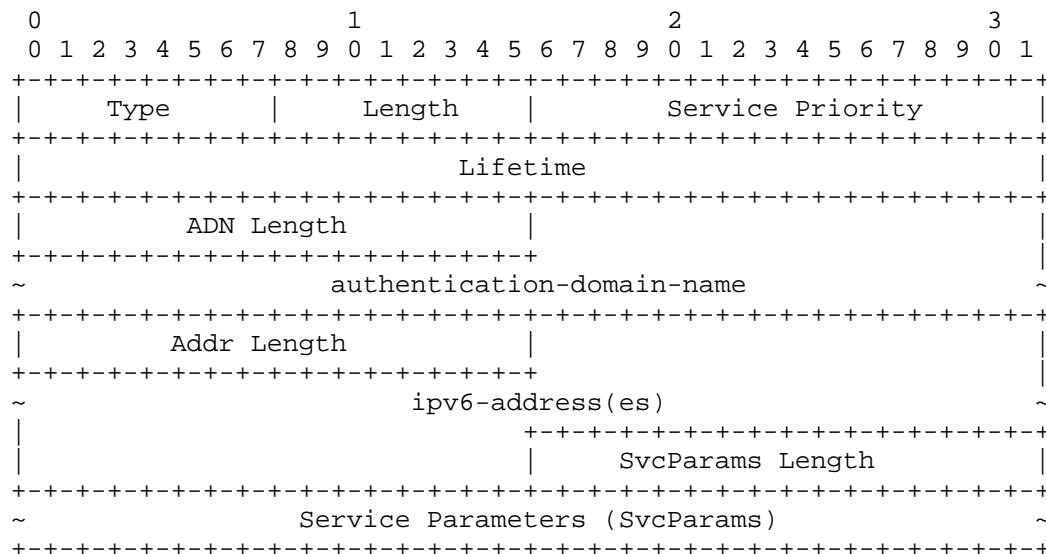 0                   1                   2                   3
 0 1 2 3 4 5 6 7 8 9 0 1 2 3 4 5 6 7 8 9 0 1 2 3 4 5 6 7 8 9 0 1
+-+-+-+-+-+-+-+-+-+-+-+-+-+-+-+-+-+-+-+-+-+-+-+-+-+-+-+-+-+-+-+-+
|     Type      |     Length    |        Service Priority       |
+-+-+-+-+-+-+-+-+-+-+-+-+-+-+-+-+-+-+-+-+-+-+-+-+-+-+-+-+-+-+-+-+
|                           Lifetime                            |
+-+-+-+-+-+-+-+-+-+-+-+-+-+-+-+-+-+-+-+-+-+-+-+-+-+-+-+-+-+-+-+-+
|          ADN Length           |                               |
+-+-+-+-+-+-+-+-+-+-+-+-+-+-+-+-+                               |
~                   authentication-domain-name                  ~
+-+-+-+-+-+-+-+-+-+-+-+-+-+-+-+-+-+-+-+-+-+-+-+-+-+-+-+-+-+-+-+-+
|         Addr Length           |                               |
+-+-+-+-+-+-+-+-+-+-+-+-+-+-+-+-+                               |
~                        ipv6-address(es)                       ~
|                               +-+-+-+-+-+-+-+-+-+-+-+-+-+-+-+-+
|                               |     SvcParams Length          |
+-+-+-+-+-+-+-+-+-+-+-+-+-+-+-+-+-+-+-+-+-+-+-+-+-+-+-+-+-+-+-+-+
~                 Service Parameters (SvcParams)                ~
+-+-+-+-+-+-+-+-+-+-+-+-+-+-+-+-+-+-+-+-+-+-+-+-+-+-+-+-+-+-+-+-+